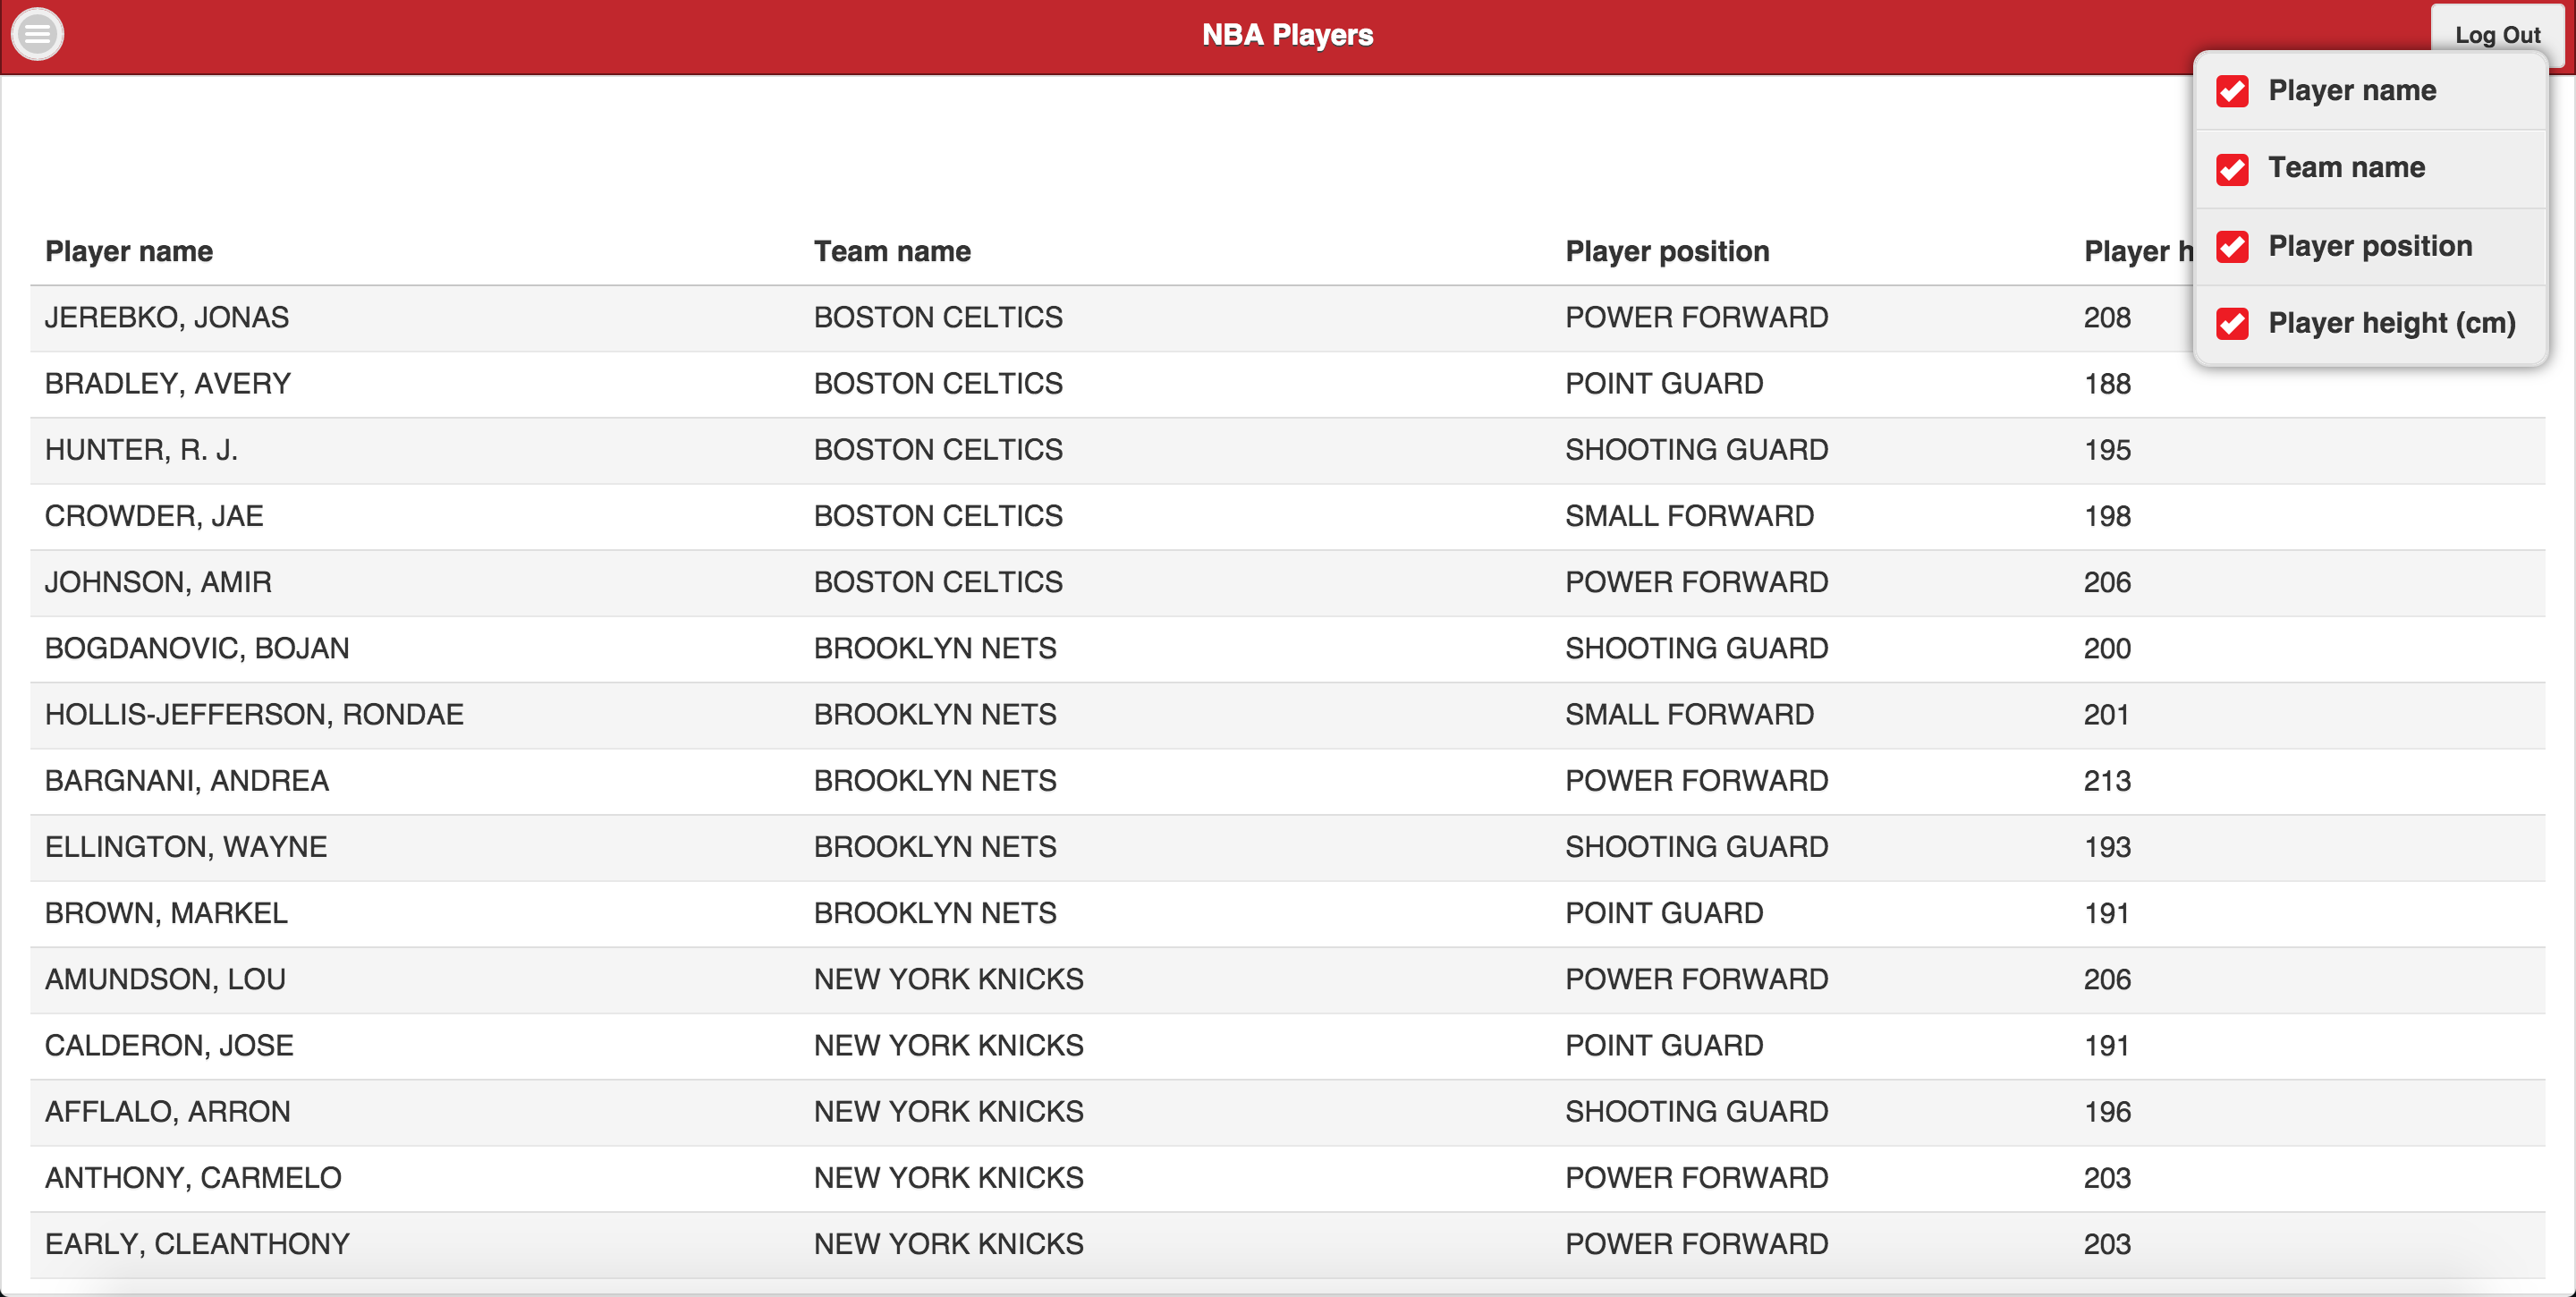 NBA Players
Log Out
Player name
Team name
Player position
Player height (cm)
Player name Team name Player position Player h
JEREBKO, JONAS BOSTON CELTICS POWER FORWARD 208
BRADLEY, AVERY BOSTON CELTICS POINT GUARD 188
HUNTER, R. J. BOSTON CELTICS SHOOTING GUARD 195
CROWDER, JAE BOSTON CELTICS SMALL FORWARD 198
JOHNSON, AMIR BOSTON CELTICS POWER FORWARD 206
BOGDANOVIC, BOJAN BROOKLYN NETS SHOOTING GUARD 200
HOLLIS-JEFFERSON, RONDAE BROOKLYN NETS SMALL FORWARD 201
BARGNANI, ANDREA BROOKLYN NETS POWER FORWARD 213
ELLINGTON, WAYNE BROOKLYN NETS SHOOTING GUARD 193
BROWN, MARKEL BROOKLYN NETS POINT GUARD 191
AMUNDSON, LOU NEW YORK KNICKS POWER FORWARD 206
CALDERON, JOSE NEW YORK KNICKS POINT GUARD 191
AFFLALO, ARRON NEW YORK KNICKS SHOOTING GUARD 196
ANTHONY, CARMELO NEW YORK KNICKS POWER FORWARD 203
EARLY, CLEANTHONY NEW YORK KNICKS POWER FORWARD 203